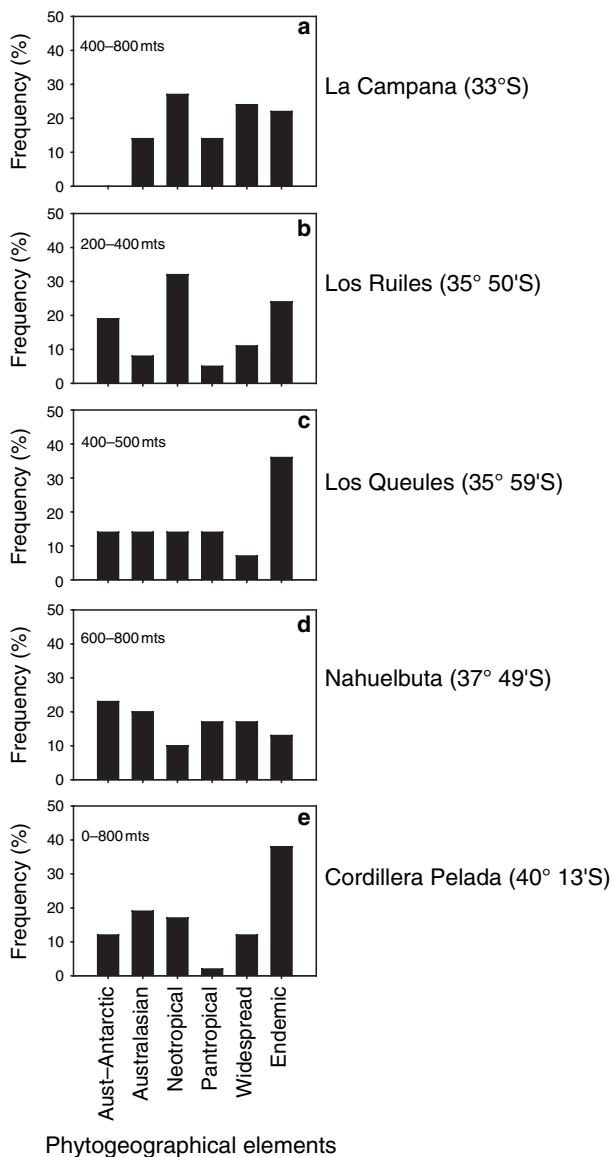 a
400–800 mts
Frequency (%)
50
40
30
20
10
0
La Campana (33°S)
b
200–400 mts
Frequency (%)
50
40
30
20
10
0
Los Ruiles (35° 50'S)
c
400–500 mts
Frequency (%)
50
40
30
20
10
0
Los Queules (35° 59'S)
d
600–800 mts
Frequency (%)
50
40
30
20
10
0
Nahuelbuta (37° 49'S)
e
0–800 mts
Frequency (%)
50
40
30
20
10
0
Cordillera Pelada (40° 13'S)
Aust–Antarctic
Australasian
Neotropical
Pantropical
Widespread
Endemic
Phytogeographical elements